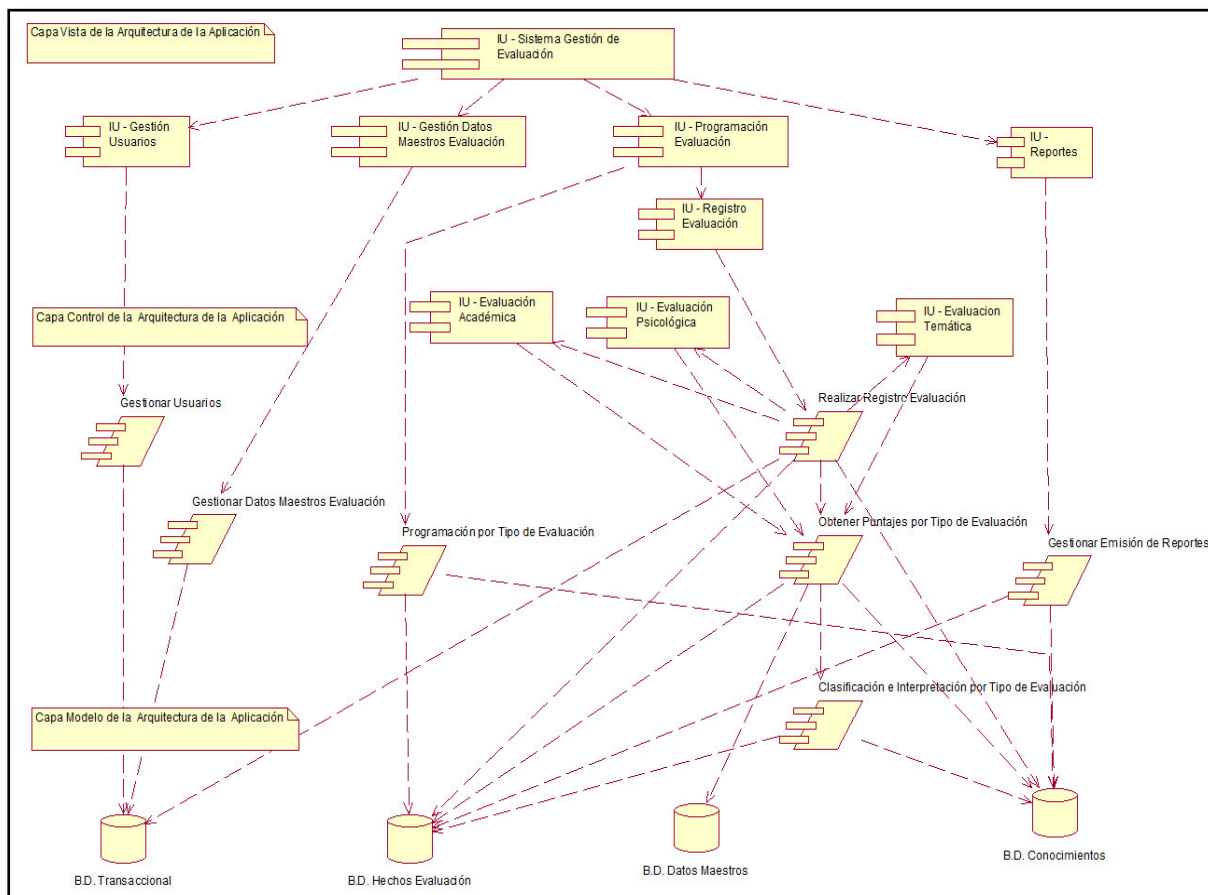 Capa Vista de la Arquitectura de la Aplicación
IU - Sistema Gestión de
Evaluación
IU - Gestión
Usuarios
IU - Gestión Datos
Maestros Evaluación
IU - Programación
Evaluación
IU -
Reportes
IU - Registro
Evaluación
Capa Control de la Arquitectura de la Aplicación
IU - Evaluación
Académica
IU - Evaluación
Psicológica
IU - Evaluacion
Temática
Gestionar Usuarios
Realizar Registro Evaluación
Gestionar Datos Maestros Evaluación
Programación por Tipo de Evaluación
Obtener Puntajes por Tipo de Evaluación
Gestionar Emisión de Reportes
Clasificación e Interpretación por Tipo de Evaluación
Capa Modelo de la Arquitectura de la Aplicación
B.D. Transaccional
B.D. Hechos Evaluación
B.D. Datos Maestros
B.D. Conocimientos